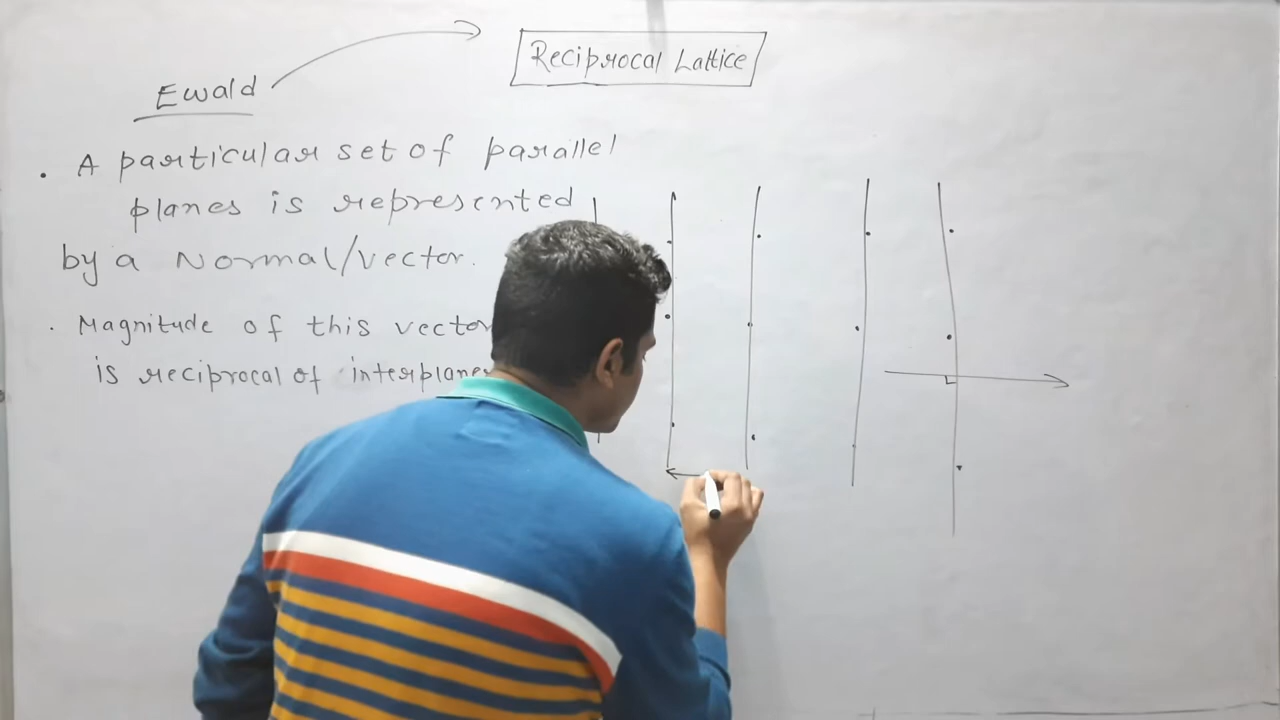 Reciprocal Lattice
Ewald
. A particular set of parallel
planes is represented
by a Normal/vector.
. Magnitude of this vector
is reciprocal of interplaner